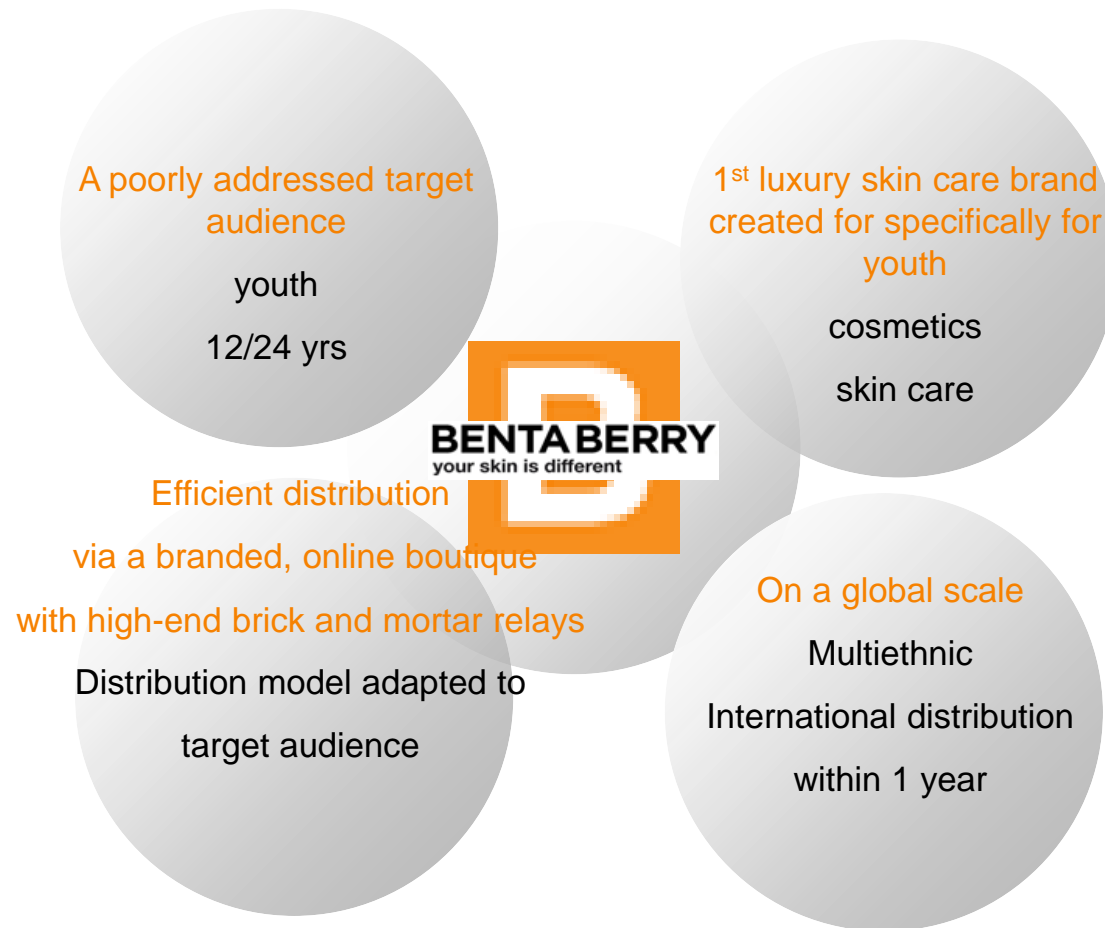 A poorly addressed target
audience
youth
12/24 yrs
1st luxury skin care brand
created for specifically for
youth
cosmetics
skin care
B
BENTA BERRY
your skin is different
Efficient distribution
via a branded, online boutique
with high-end brick and mortar relays
Distribution model adapted to
target audience
On a global scale
Multiethnic
International distribution
within 1 year